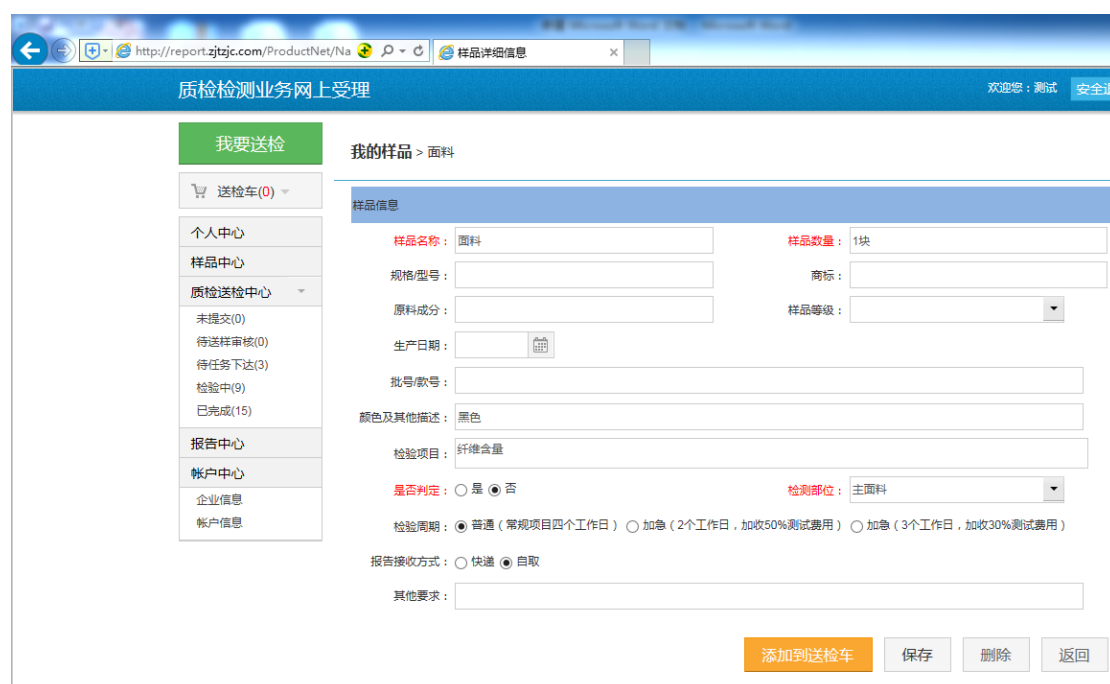 http://report.zjtzjc.com/ProductNet/Na
样品详细信息
质检检测业务网上受理
欢迎您：测试
我要送检
我的样品 > 面料
送检车(0)
样品信息
个人中心
样品名称：
面料
样品数量：
1块
样品中心
规格/型号：
商标：
质检送检中心
原料成分：
样品等级：
未提交(0)
待送样审核(0)
生产日期：
待任务下达(3)
检验中(9)
批号/款号：
已完成(15)
颜色及其他描述：
黑色
报告中心
检验项目：
纤维含量
帐户中心
是否判定：
是 否
检测部位：
主面料
企业信息
帐户信息
检验周期：
普通（常规项目四个工作日） 加急（2个工作日，加收50%测试费用） 加急（3个工作日，加收30%测试费用）
报告接收方式：
快递 自取
其他要求：
添加到送检车
保存
删除
返回